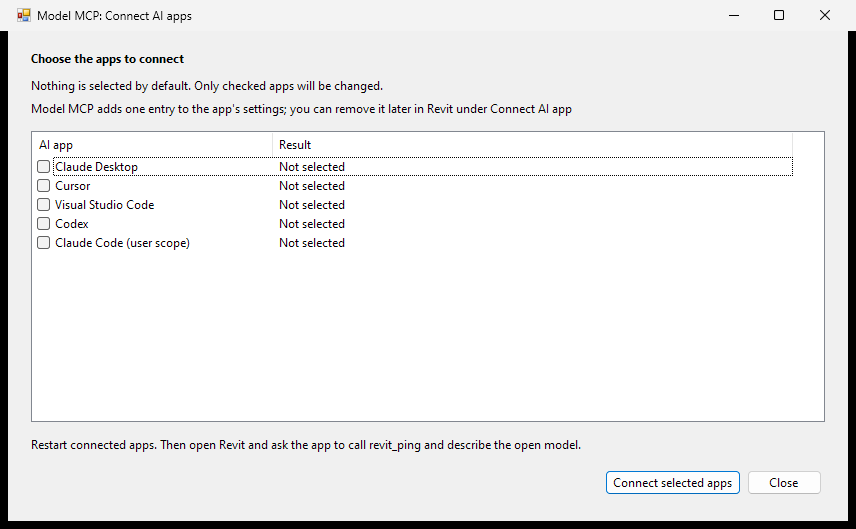 Model MCP: Connect AI apps
Choose the apps to connect
Nothing is selected by default. Only checked apps will be changed.
Model MCP adds one entry to the app's settings; you can remove it later in Revit under Connect AI app
AI app Result
Claude Desktop Not selected
Cursor Not selected
Visual Studio Code Not selected
Codex Not selected
Claude Code (user scope) Not selected
Restart connected apps. Then open Revit and ask the app to call revit_ping and describe the open model.
Connect selected apps Close